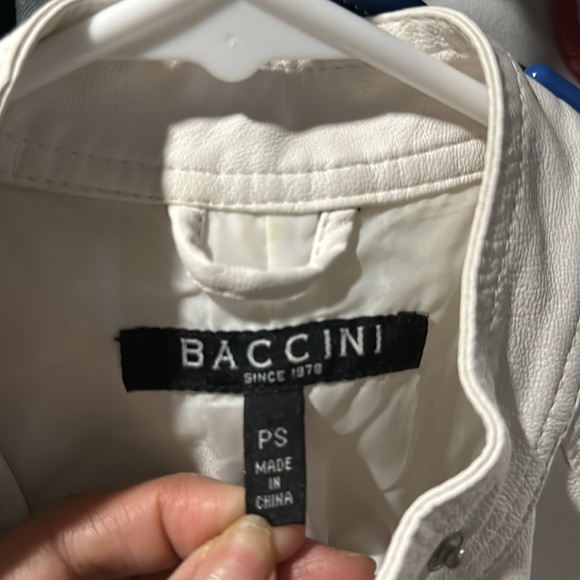 BACCINI
SINCE 1978
PS
MADE
IN
CHINA